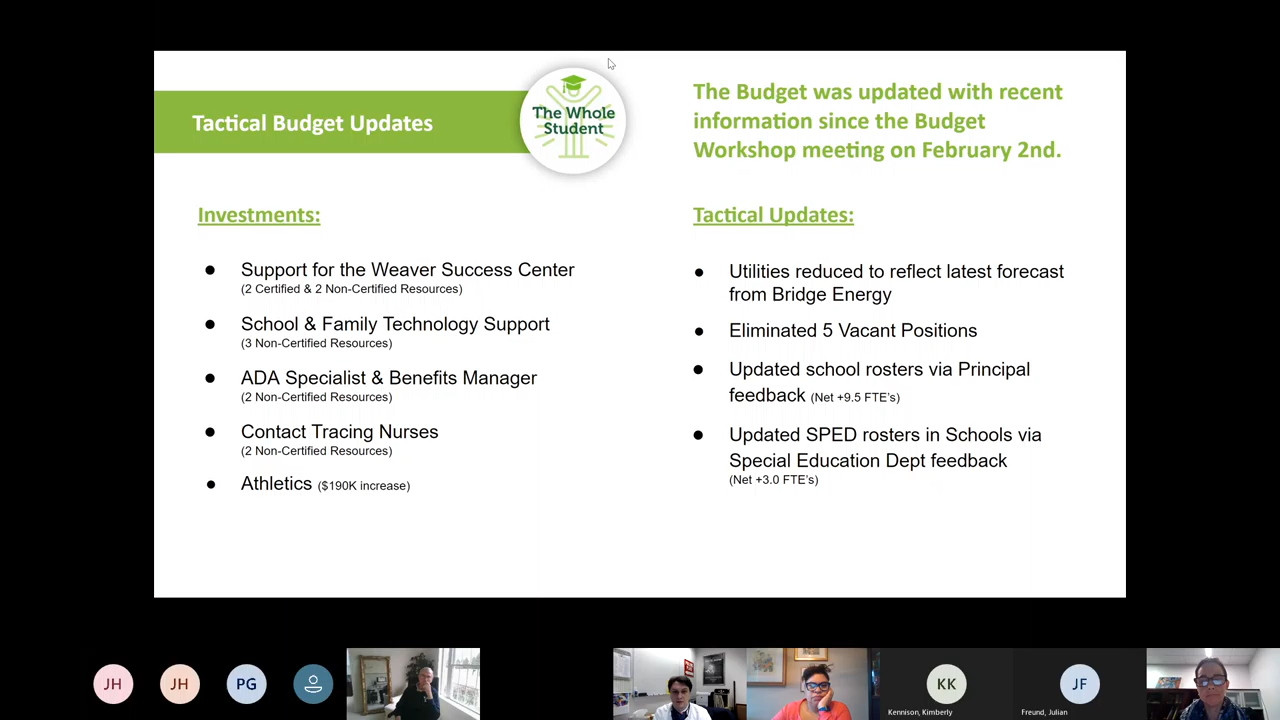 Tactical Budget Updates
The Whole
Student
The Budget was updated with recent
information since the Budget
Workshop meeting on February 2nd.
Investments:
● Support for the Weaver Success Center
(2 Certified & 2 Non-Certified Resources)
● School & Family Technology Support
(3 Non-Certified Resources)
● ADA Specialist & Benefits Manager
(2 Non-Certified Resources)
● Contact Tracing Nurses
(2 Non-Certified Resources)
● Athletics ($190K increase)
Tactical Updates:
● Utilities reduced to reflect latest forecast
from Bridge Energy
● Eliminated 5 Vacant Positions
● Updated school rosters via Principal
feedback (Net +9.5 FTE's)
● Updated SPED rosters in Schools via
Special Education Dept feedback
(Net +3.0 FTE's)
JH
JH
PG
KK
Kennison, Kimberly
JF
Freund, Julian